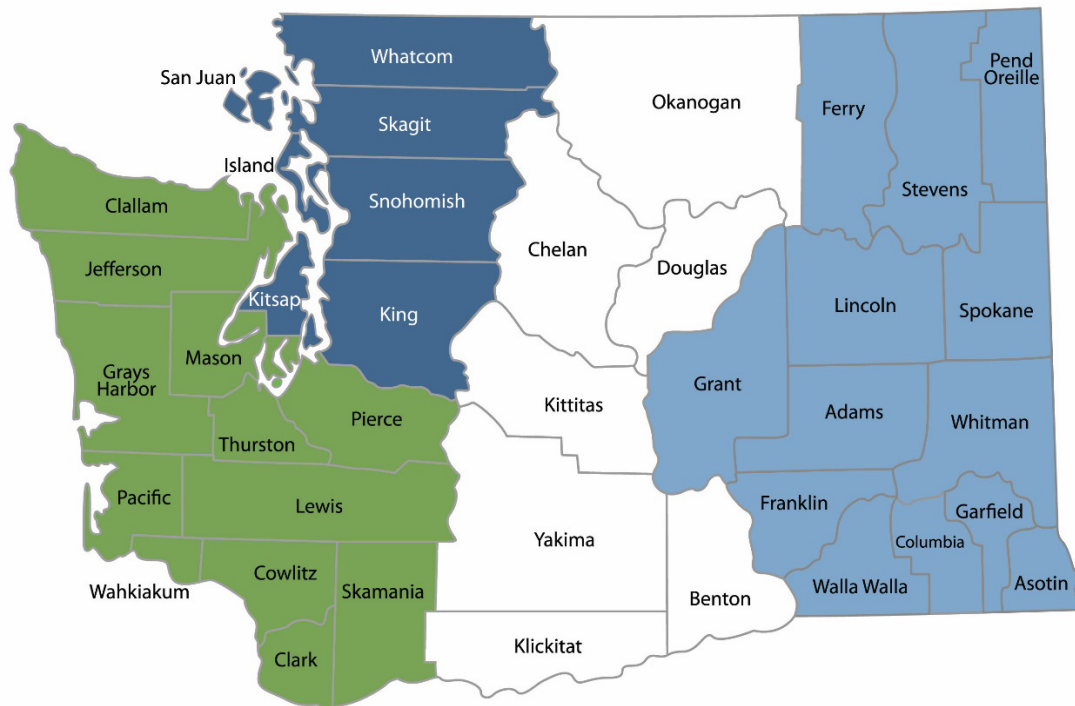 Whatcom
San Juan
Pend
Oreille
Okanogan
Ferry
Skagit
Island
Stevens
Clallam
Snohomish
Chelan
Douglas
Jefferson
Kitsap
King
Lincoln
Spokane
Mason
Grays
Harbor
Grant
Kittitas
Adams
Pierce
Whitman
Thurston
Pacific
Lewis
Franklin
Garfield
Yakima
Columbia
Cowlitz
Wahkiakum
Skamania
Walla Walla
Asotin
Benton
Klickitat
Clark